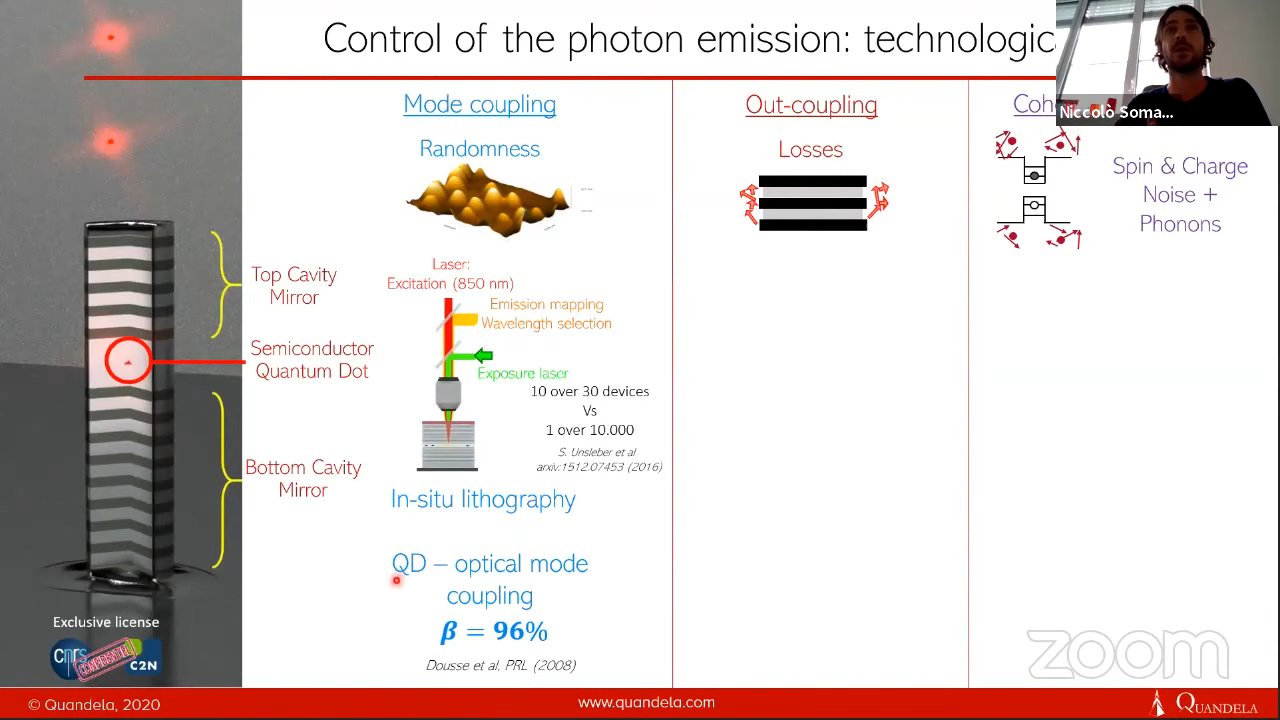 Control of the photon emission: technologic
Niccolò Soma...
Mode coupling
Randomness
Laser:
Excitation (850 nm)
Emission mapping
Wavelength selection
Exposure laser
10 over 30 devices
Vs
1 over 10.000
S. Unsleber et al
arxiv:1512.07453 (2016)
In-situ lithography
QD – optical mode
coupling
β = 96%
Dousse et al. PRL (2008)
Out-coupling
Losses
Coh
Spin & Charge
Noise +
Phonons
Top Cavity
Mirror
Semiconductor
Quantum Dot
Bottom Cavity
Mirror
Exclusive license
cnrs
CONFIDENTIEL
C2N
zoom
© Quandela, 2020
www.quandela.com
QUANDELA